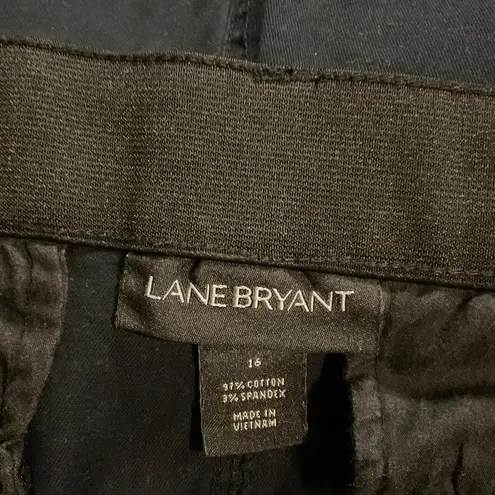 LANE BRYANT
16
97% COTTON
3% SPANDEX
MADE IN
VIETNAM